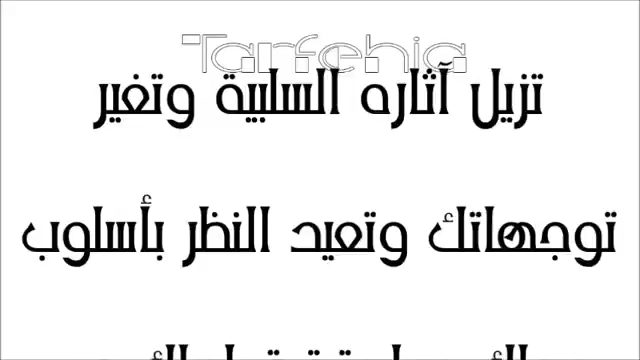 Tarfehia
تزيل آثاره السلبية وتغير
توجهاتك وتعيد النظر بأسلوب